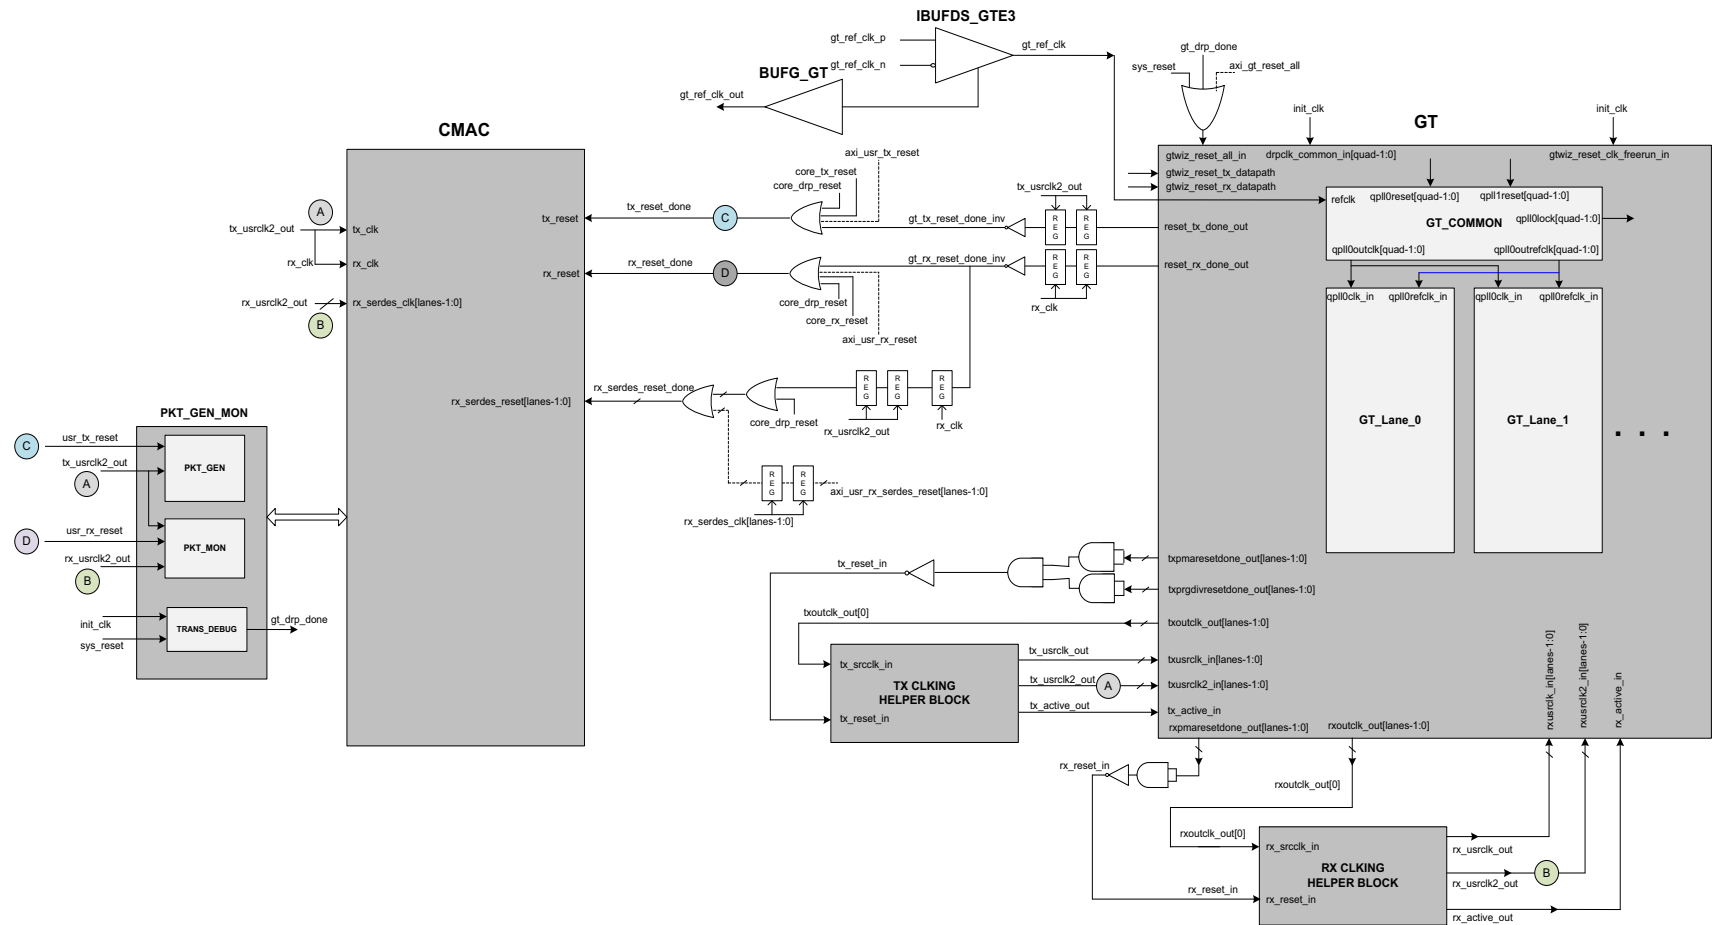 IBUFDS_GTE3
gt_ref_clk_p
gt_ref_clk_n
gt_ref_clk
BUFG_GT
gt_ref_clk_out
gt_drp_done
sys_reset
axi_gt_reset_all
init_clk
init_clk
CMAC
GT
gtwiz_reset_all_in
drpclk_common_in[quad-1:0]
gtwiz_reset_clk_freerun_in
gtwiz_reset_tx_datapath
gtwiz_reset_rx_datapath
axi_usr_tx_reset
core_tx_reset
core_drp_reset
tx_usrclk2_out
refclk
qpll0reset[quad-1:0]
qpll1reset[quad-1:0]
GT_COMMON
qpll0lock[quad-1:0]
qpll0outclk[quad-1:0]
qpll0outrefclk[quad-1:0]
A
tx_usrclk2_out
tx_clk
rx_clk
rx_clk
rx_usrclk2_out
rx_serdes_clk[lanes-1:0]
B
tx_reset
tx_reset_done
C
gt_tx_reset_done_inv
R
E
G
R
E
G
reset_tx_done_out
rx_reset
rx_reset_done
D
gt_rx_reset_done_inv
R
E
G
R
E
G
reset_rx_done_out
core_drp_reset
core_rx_reset
axi_usr_rx_reset
rx_clk
qpll0clk_in
qpll0refclk_in
qpll0clk_in
qpll0refclk_in
GT_Lane_0
GT_Lane_1
. . .
rx_serdes_reset[lanes-1:0]
rx_serdes_reset_done
core_drp_reset
R
E
G
R
E
G
R
E
G
rx_usrclk2_out
rx_clk
R
E
G
R
E
G
axi_usr_rx_serdes_reset[lanes-1:0]
rx_serdes_clk[lanes-1:0]
PKT_GEN_MON
C
usr_tx_reset
tx_usrclk2_out
A
PKT_GEN
D
usr_rx_reset
rx_usrclk2_out
B
PKT_MON
init_clk
sys_reset
TRANS_DEBUG
gt_drp_done
tx_reset_in
txpmaresetdone_out[lanes-1:0]
txprgdivresetdone_out[lanes-1:0]
txoutclk_out[0]
txoutclk_out[lanes-1:0]
tx_srcclk_in
TX CLKING
HELPER BLOCK
tx_reset_in
tx_usrclk_out
txusrclk_in[lanes-1:0]
tx_usrclk2_out
A
txusrclk2_in[lanes-1:0]
tx_active_out
tx_active_in
rxpmaresetdone_out[lanes-1:0]
rxoutclk_out[lanes-1:0]
rxusrclk_in[lanes-1:0]
rxusrclk2_in[lanes-1:0]
rx_active_in
rx_reset_in
rxoutclk_out[0]
rxoutclk_out[0]
rx_srcclk_in
RX CLKING
HELPER BLOCK
rx_reset_in
rx_reset_in
rx_usrclk_out
rx_usrclk2_out
B
rx_active_out